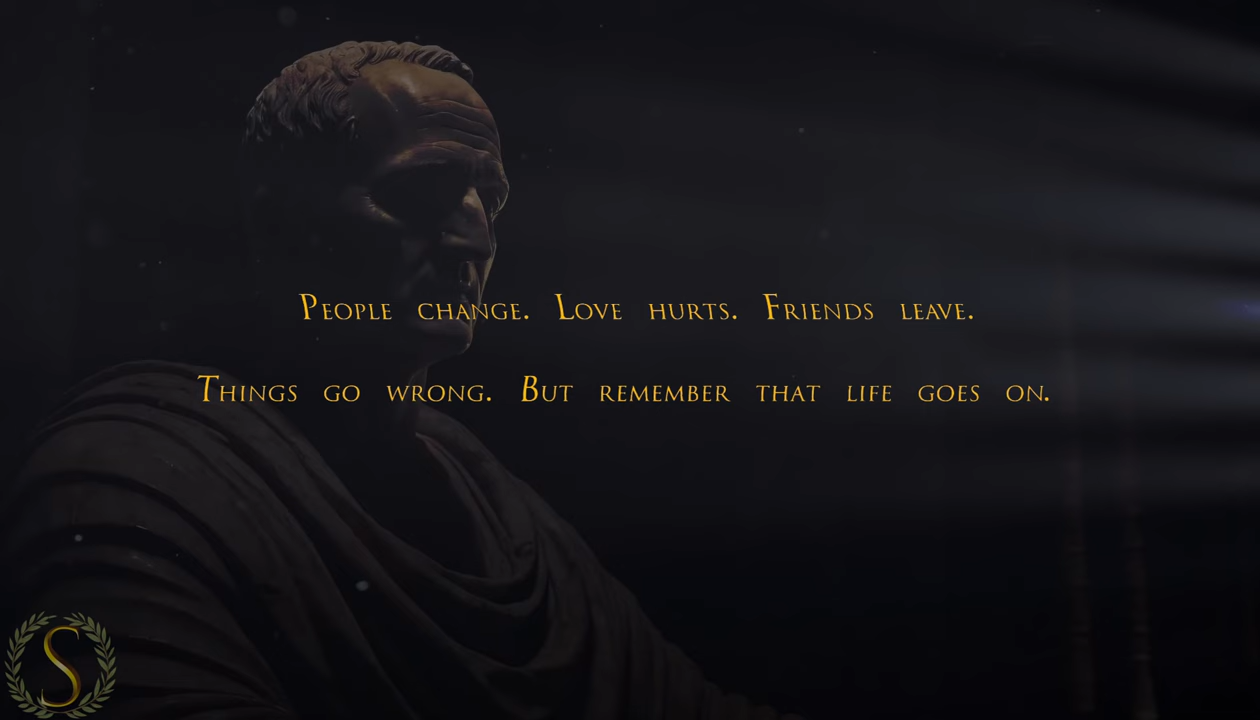 People change. Love hurts. Friends leave.
Things go wrong. But remember that life goes on.
S